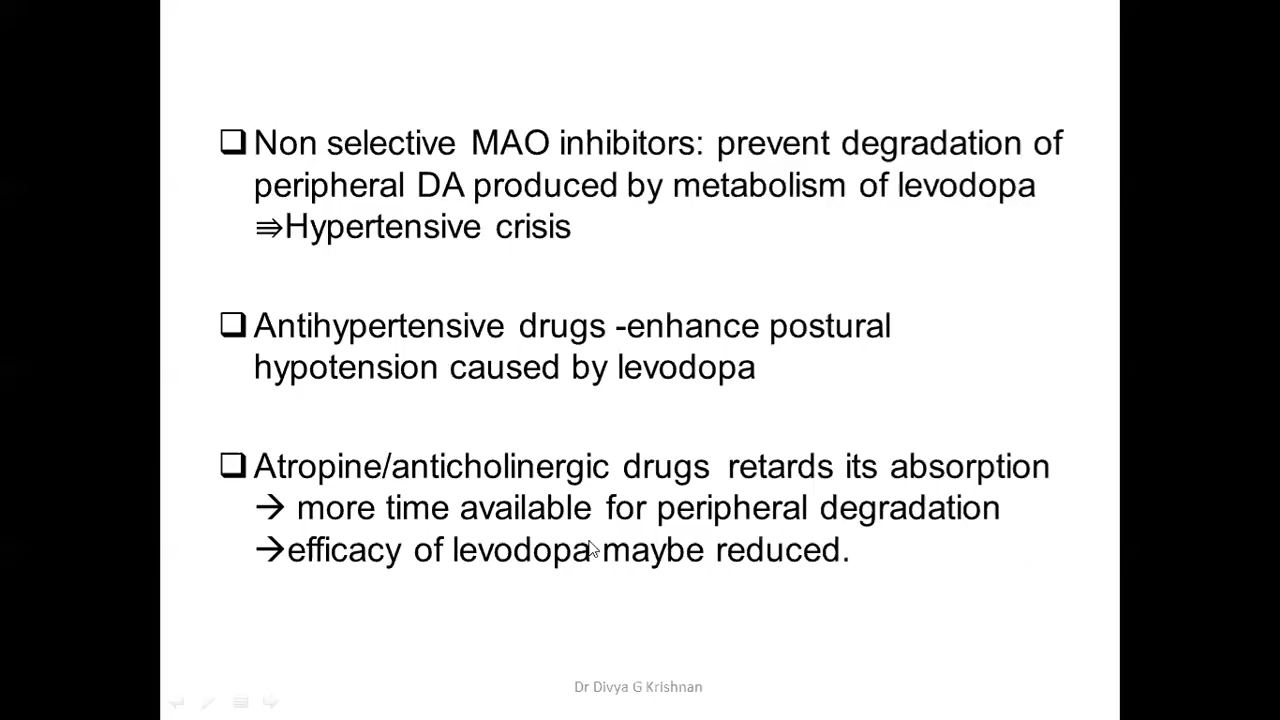 ❑ Non selective MAO inhibitors: prevent degradation of
peripheral DA produced by metabolism of levodopa
⇛Hypertensive crisis
❑ Antihypertensive drugs -enhance postural
hypotension caused by levodopa
❑ Atropine/anticholinergic drugs retards its absorption
→ more time available for peripheral degradation
→efficacy of levodopa maybe reduced.
Dr Divya G Krishnan